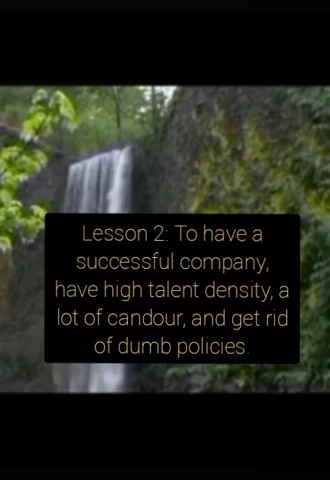 Lesson 2: To have a
successful company,
have high talent density, a
lot of candour, and get rid
of dumb policies.